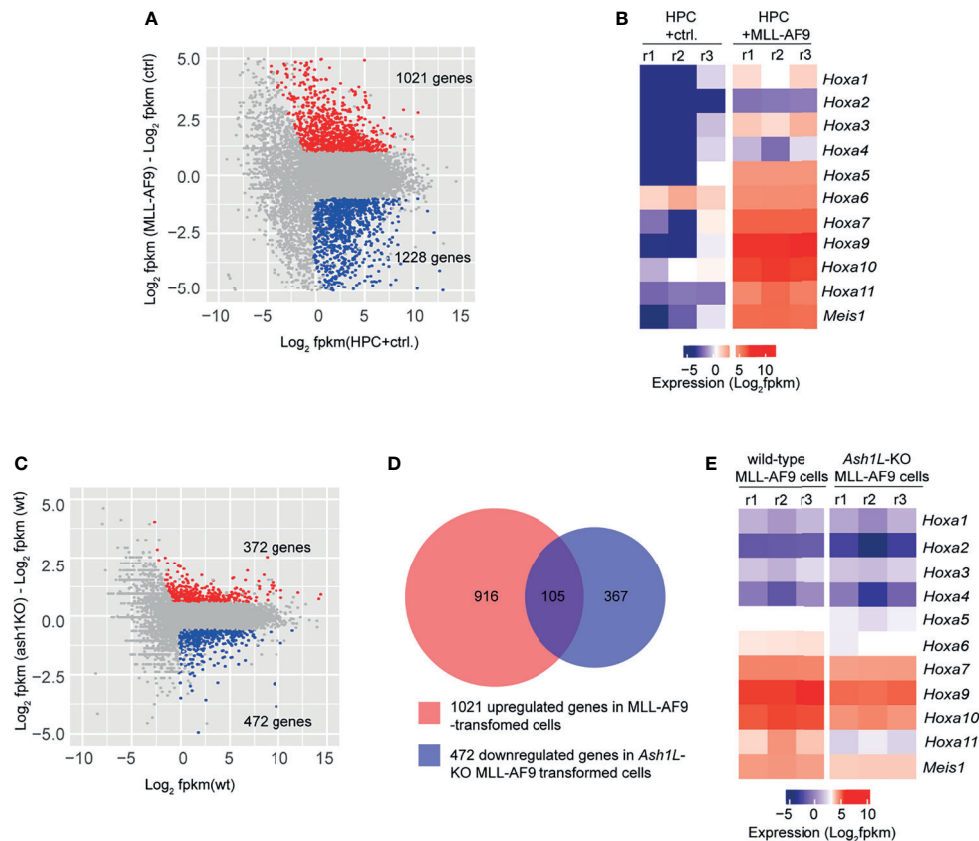 A
Log2 fpkm (MLL-AF9) - Log2 fpkm (ctrl)
5.0
2.5
0.0
−2.5
−5.0
1021 genes
1228 genes
−10
−5
0
5
10
15
Log2 fpkm(HPC+ctrl.)
B
HPC
+ctrl.
HPC
+MLL-AF9
r1 r2 r3
r1 r2 r3
Hoxa1
Hoxa2
Hoxa3
Hoxa4
Hoxa5
Hoxa6
Hoxa7
Hoxa9
Hoxa10
Hoxa11
Meis1
−5 0 5 10
Expression (Log2fpkm)
C
Log2 fpkm (ash1KO) - Log2 fpkm (wt)
5.0
2.5
0.0
−2.5
−5.0
372 genes
472 genes
−10
−5
0
5
10
15
Log2 fpkm(wt)
D
916
105
367
1021 upregulated genes in MLL-AF9
-transfomed cells
472 downregulated genes in Ash1L-
KO MLL-AF9 transformed cells
E
wild-type
MLL-AF9 cells
Ash1L-KO
MLL-AF9 cells
r1 r2 r3
r1 r2 r3
Hoxa1
Hoxa2
Hoxa3
Hoxa4
Hoxa5
Hoxa6
Hoxa7
Hoxa9
Hoxa10
Hoxa11
Meis1
−5 0 5 10
Expression (Log2fpkm)